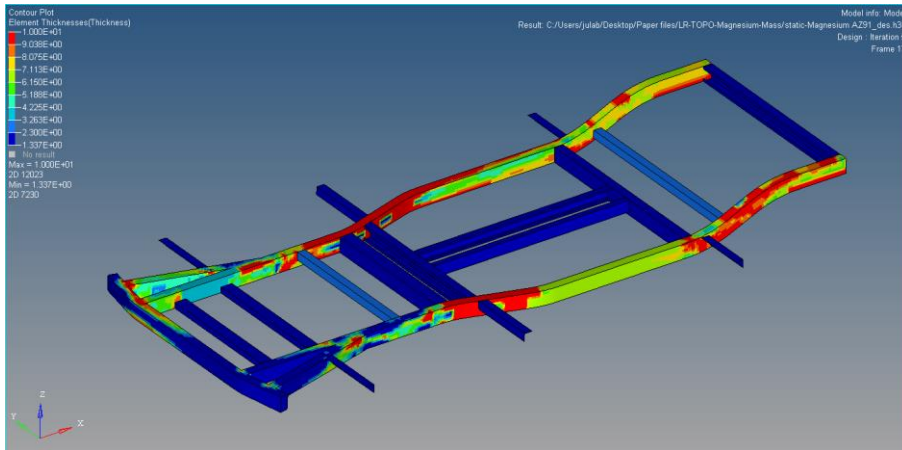 Contour Plot
Element Thicknesses(Thickness)
1.000E+01
9.038E+00
8.075E+00
7.113E+00
6.150E+00
5.188E+00
4.225E+00
3.263E+00
2.300E+00
1.337E+00
No result
Max = 1.000E+01
2D 12023
Min = 1.337E+00
2D 7230
Model info: Mode
Result: C:/Users/julab/Desktop/Paper files/LR-TOPO-Magnesium-Mass/static-Magnesium AZ91_des.h3
Design : Iteration
Frame 1
Z
Y
X